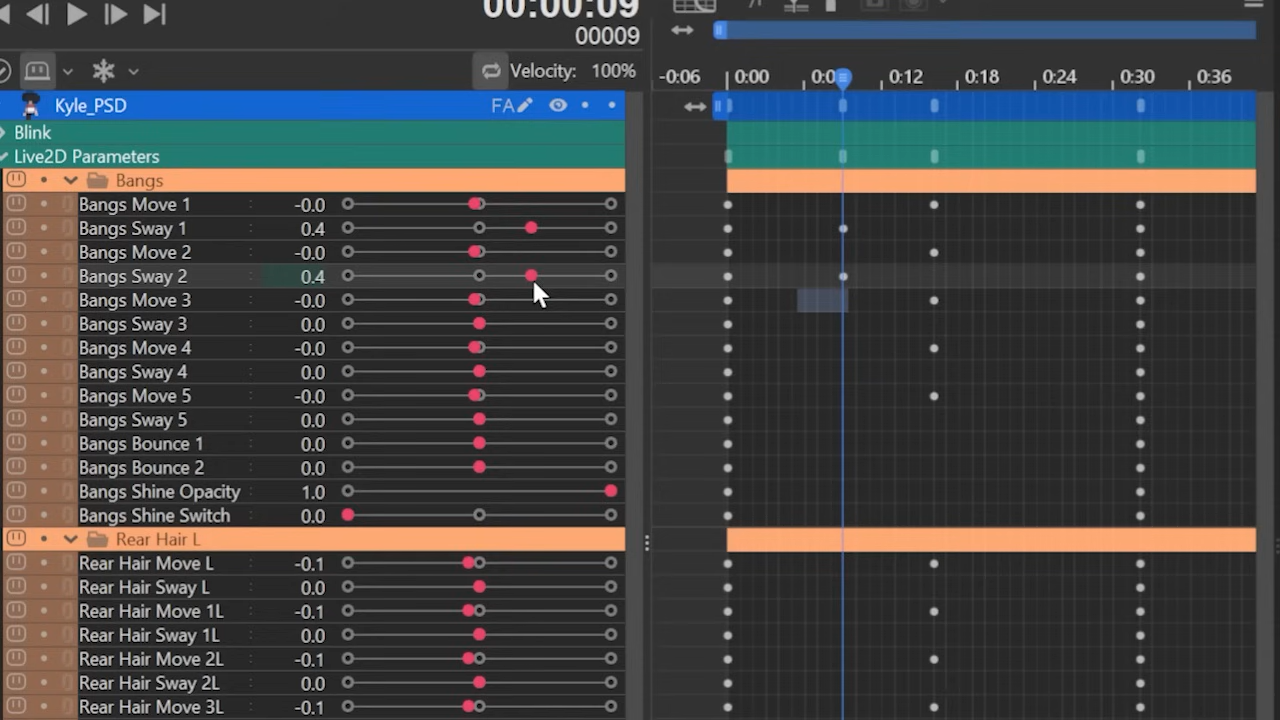 00:00:09
00009
Velocity: 100%
-0:06 0:00 0:0 0:12 0:18 0:24 0:30 0:36
Kyle_PSD FA
Blink
Live2D Parameters
Bangs
Bangs Move 1 : -0.0
Bangs Sway 1 : 0.4
Bangs Move 2 : -0.0
Bangs Sway 2 : 0.4
Bangs Move 3 : -0.0
Bangs Sway 3 : 0.0
Bangs Move 4 : -0.0
Bangs Sway 4 : 0.0
Bangs Move 5 : -0.0
Bangs Sway 5 : 0.0
Bangs Bounce 1 : 0.0
Bangs Bounce 2 : 0.0
Bangs Shine Opacity : 1.0
Bangs Shine Switch : 0.0
Rear Hair L
Rear Hair Move L : -0.1
Rear Hair Sway L : 0.0
Rear Hair Move 1L : -0.1
Rear Hair Sway 1L : 0.0
Rear Hair Move 2L : -0.1
Rear Hair Sway 2L : 0.0
Rear Hair Move 3L : -0.1